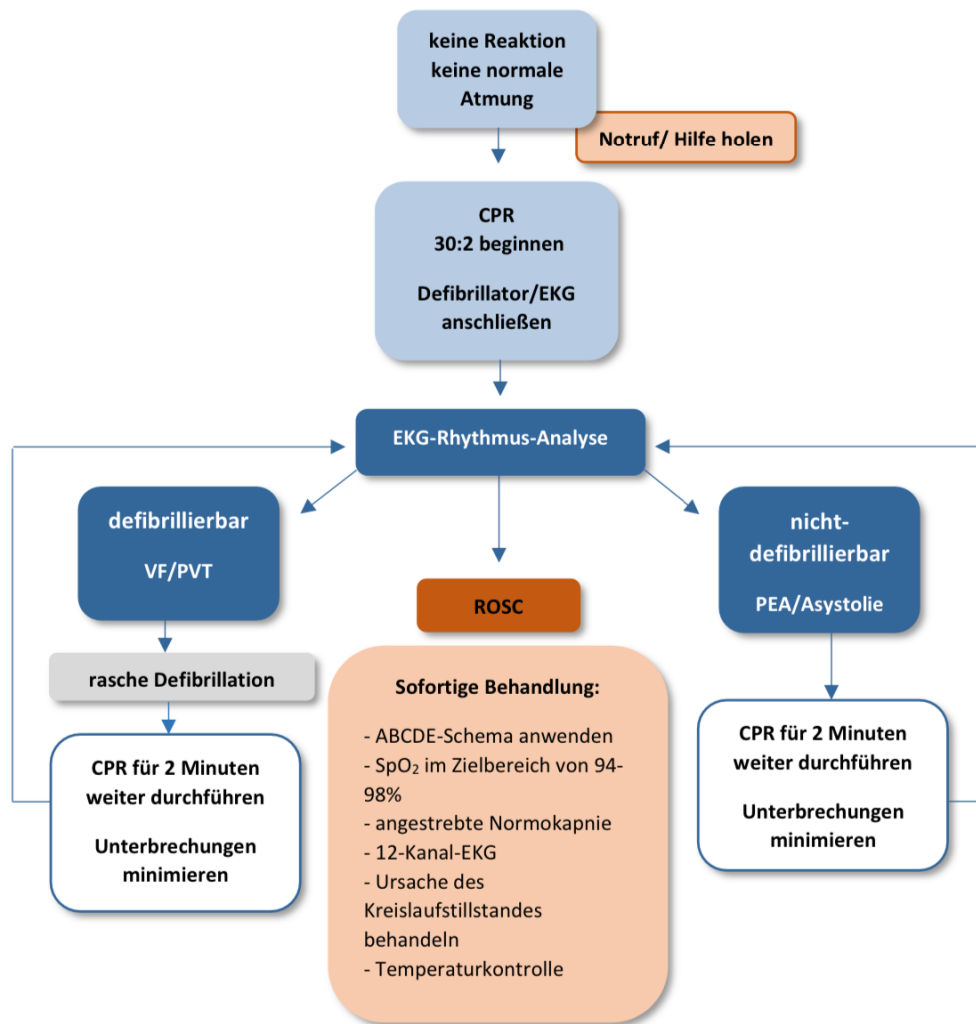 keine Reaktion
keine normale
Atmung
Notruf/ Hilfe holen
CPR
30:2 beginnen
Defibrillator/EKG
anschließen
EKG-Rhythmus-Analyse
defibrillierbar
VF/PVT
rasche Defibrillation
CPR für 2 Minuten
weiter durchführen
Unterbrechungen
minimieren
ROSC
Sofortige Behandlung:
- ABCDE-Schema anwenden
- SpO₂ im Zielbereich von 94-
98%
- angestrebte Normokapnie
- 12-Kanal-EKG
- Ursache des
Kreislaufstillstandes
behandeln
- Temperaturkontrolle
nicht-
defibrillierbar
PEA/Asystolie
CPR für 2 Minuten
weiter durchführen
Unterbrechungen
minimieren